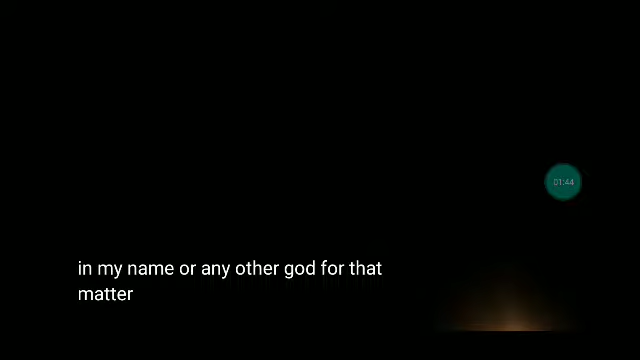 01:44
in my name or any other god for that
matter